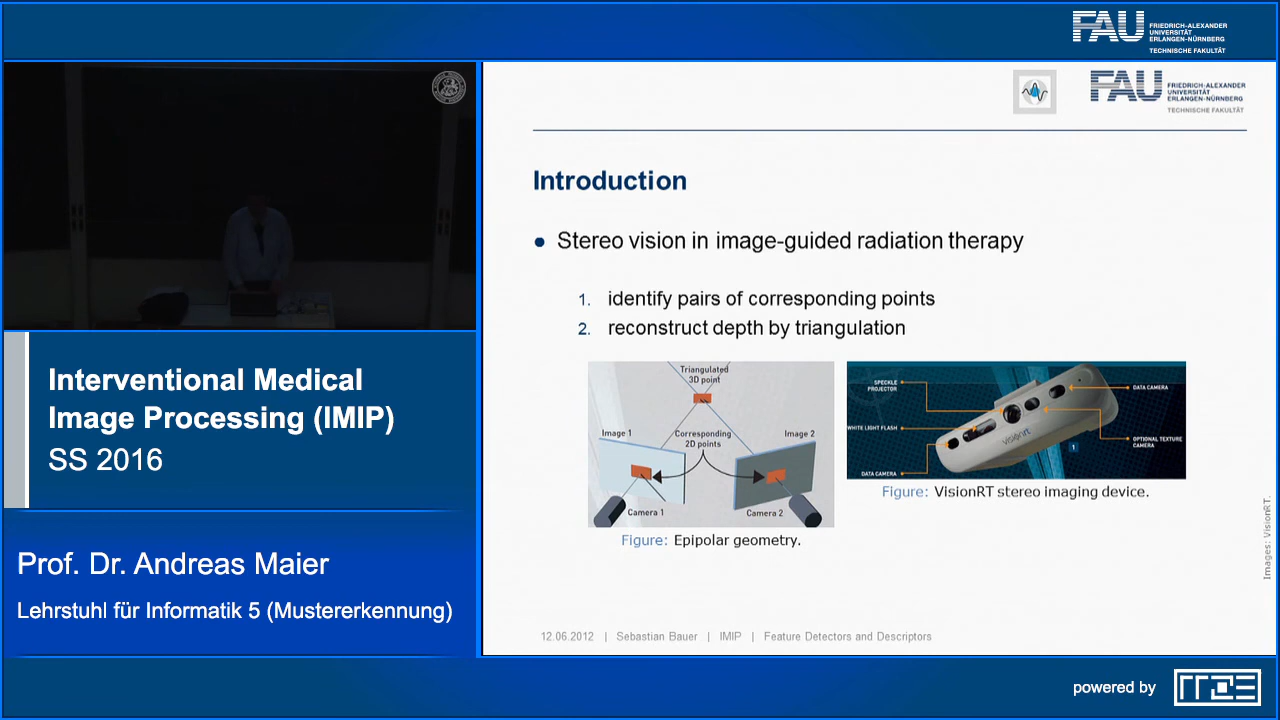 FAU FRIEDRICH-ALEXANDER
UNIVERSITÄT
ERLANGEN-NÜRNBERG
TECHNISCHE FAKULTÄT
FAU FRIEDRICH-ALEXANDER
UNIVERSITÄT
ERLANGEN-NÜRNBERG
TECHNISCHE FAKULTÄT
Introduction
● Stereo vision in image-guided radiation therapy
1. identify pairs of corresponding points
2. reconstruct depth by triangulation
Triangulated
3D point
Image 1
Corresponding
2D points
Image 2
Camera 1
Camera 2
Figure: Epipolar geometry.
SPECKLE
PROJECTOR
DATA CAMERA
WHITE LIGHT FLASH
visionrt
1
OPTIONAL TEXTURE
CAMERA
DATA CAMERA
Figure: VisionRT stereo imaging device.
Images: VisionRT.
12.06.2012 | Sebastian Bauer | IMIP | Feature Detectors and Descriptors
Interventional Medical
Image Processing (IMIP)
SS 2016
Prof. Dr. Andreas Maier
Lehrstuhl für Informatik 5 (Mustererkennung)
powered by